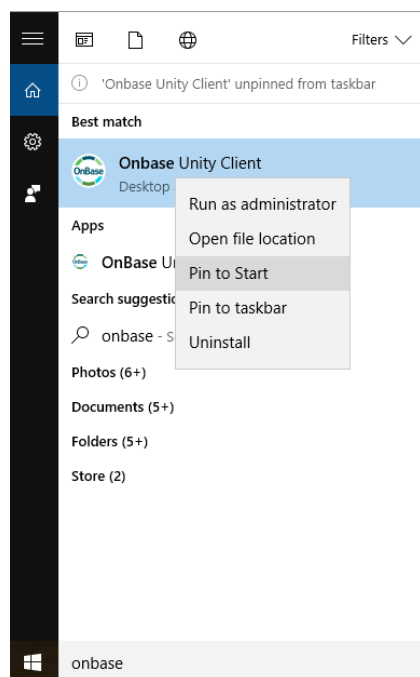 Filters
'Onbase Unity Client' unpinned from taskbar
Best match
OnBase
Onbase Unity Client
Desktop
Run as administrator
Apps
Open file location
OnBase
Pin to Start
Search
Pin to taskbar
onbase - S
Uninstall
Photos (6+)
Documents (5+)
Folders (5+)
Store (2)
onbase